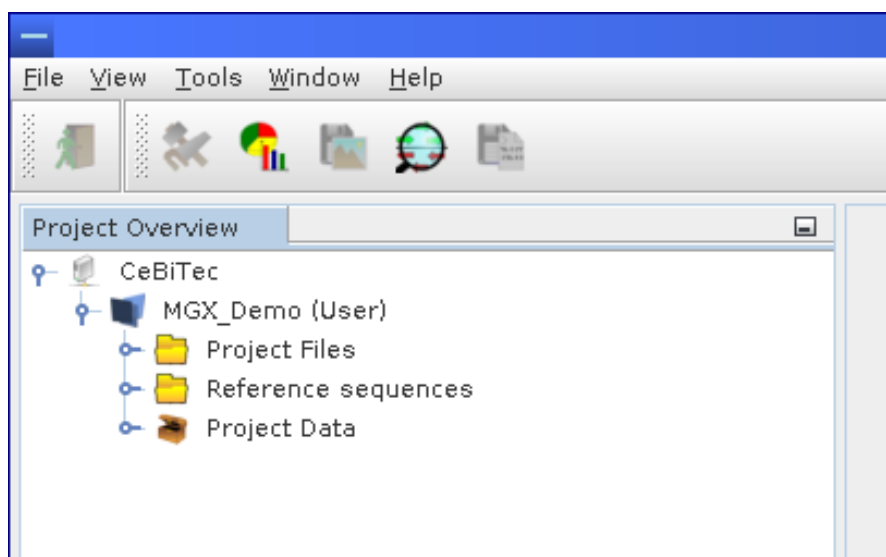 File View Tools Window Help
Project Overview
CeBiTec
MGX_Demo (User)
Project Files
Reference sequences
Project Data